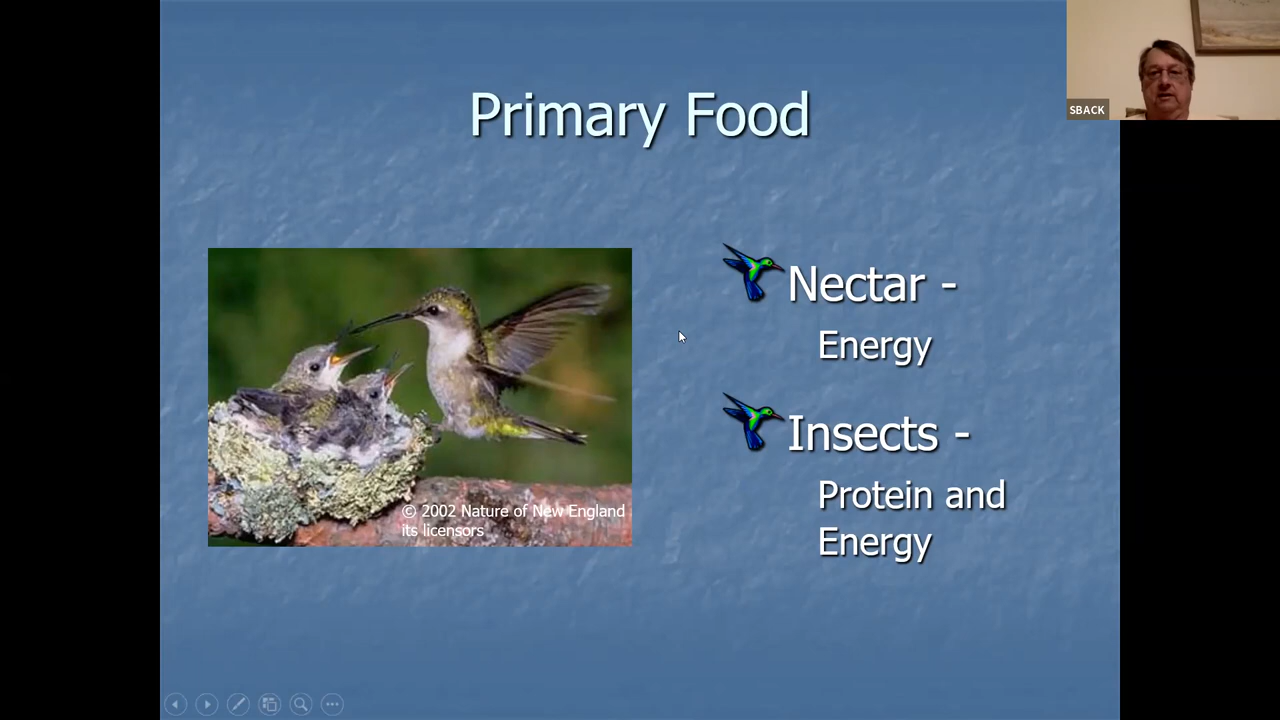 Primary Food
SBACK
Nectar -
Energy
Insects -
Protein and
Energy
© 2002 Nature of New England
its licensors